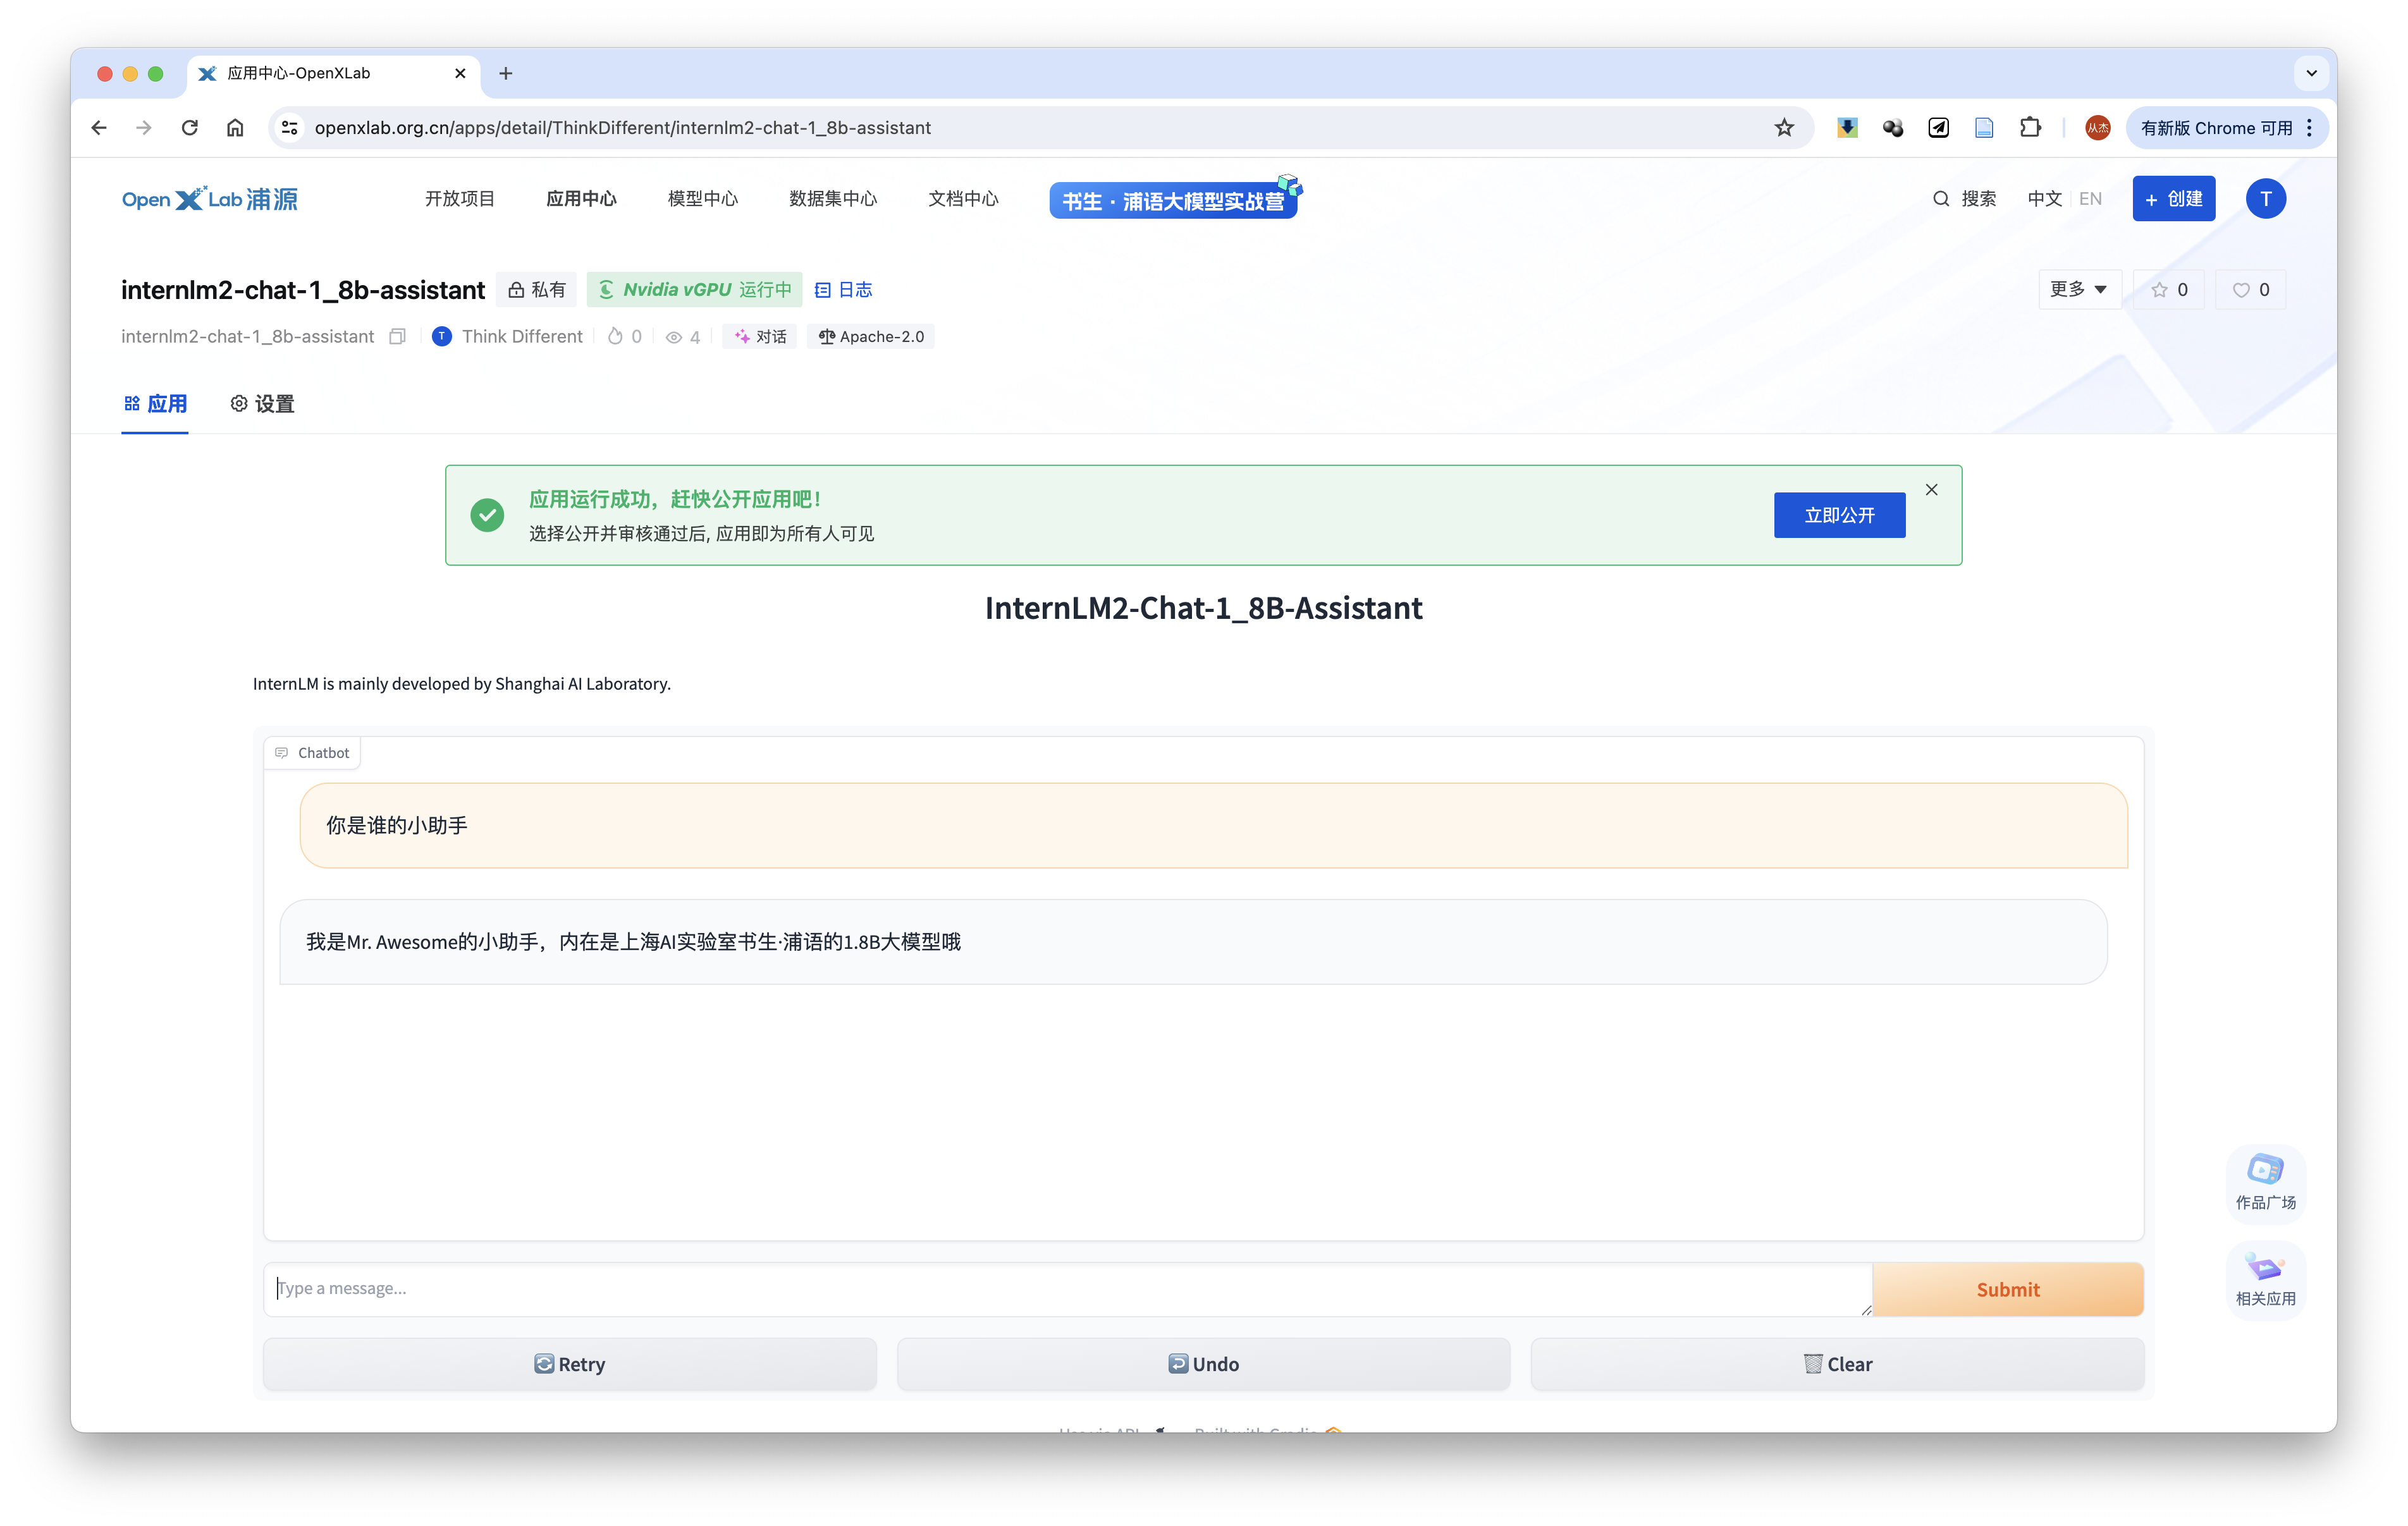 应用中心-OpenXLab
openxlab.org.cn/apps/detail/ThinkDifferent/internlm2-chat-1_8b-assistant
从杰
有新版 Chrome 可用
OpenXLab浦源
开放项目
应用中心
模型中心
数据集中心
文档中心
书生·浦语大模型实战营
搜索
中文
EN
+ 创建
T
internlm2-chat-1_8b-assistant
私有
Nvidia vGPU 运行中
日志
更多
0
0
internlm2-chat-1_8b-assistant
T
Think Different
0
4
对话
Apache-2.0
应用
设置
应用运行成功，赶快公开应用吧！
选择公开并审核通过后, 应用即为所有人可见
立即公开
InternLM2-Chat-1_8B-Assistant
InternLM is mainly developed by Shanghai AI Laboratory.
Chatbot
你是谁的小助手
我是Mr. Awesome的小助手，内在是上海AI实验室书生·浦语的1.8B大模型哦
作品广场
Type a message...
Submit
相关应用
Retry
Undo
Clear